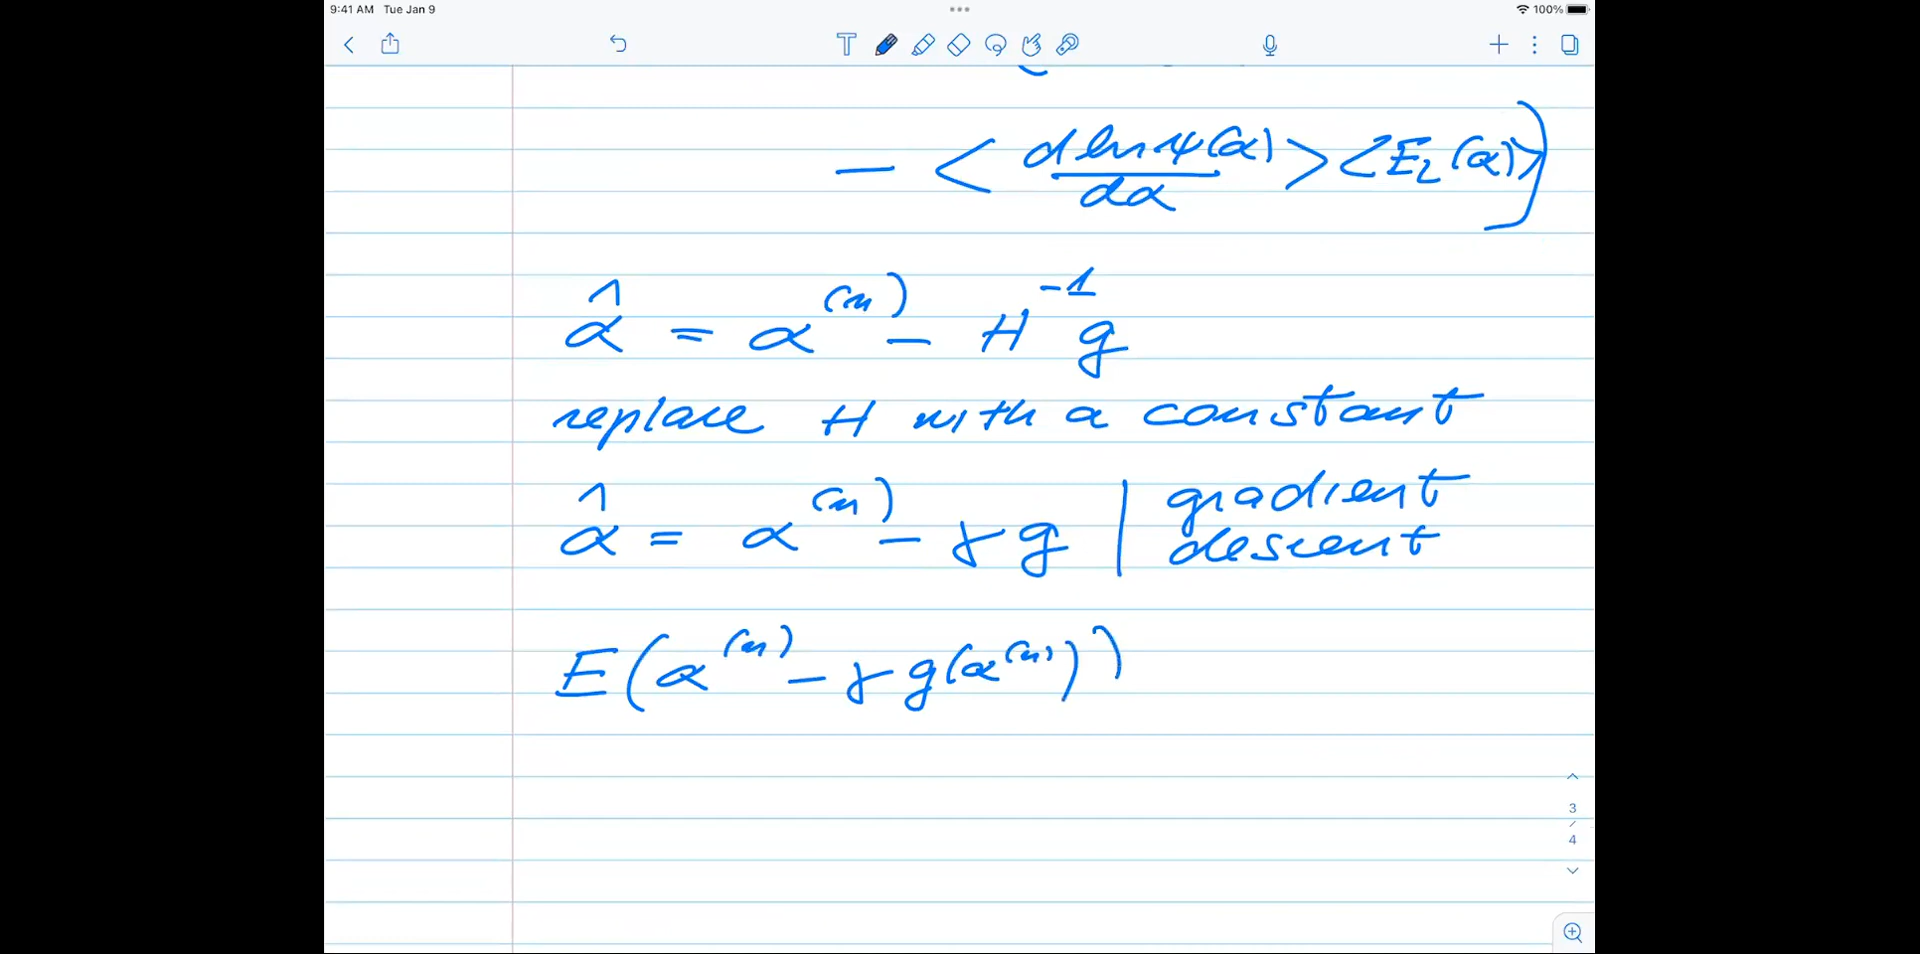 9:41 AM Tue Jan 9
100%
T
− < d ln ψ(α) / dα > < E_L (α) > ]
α̂ = α^(n) − H^-1 g
replace H with a constant
α̂ = α^(n) − γ g | gradient descent
E(α^(n) − γ g(α^(n)))
3
/
4